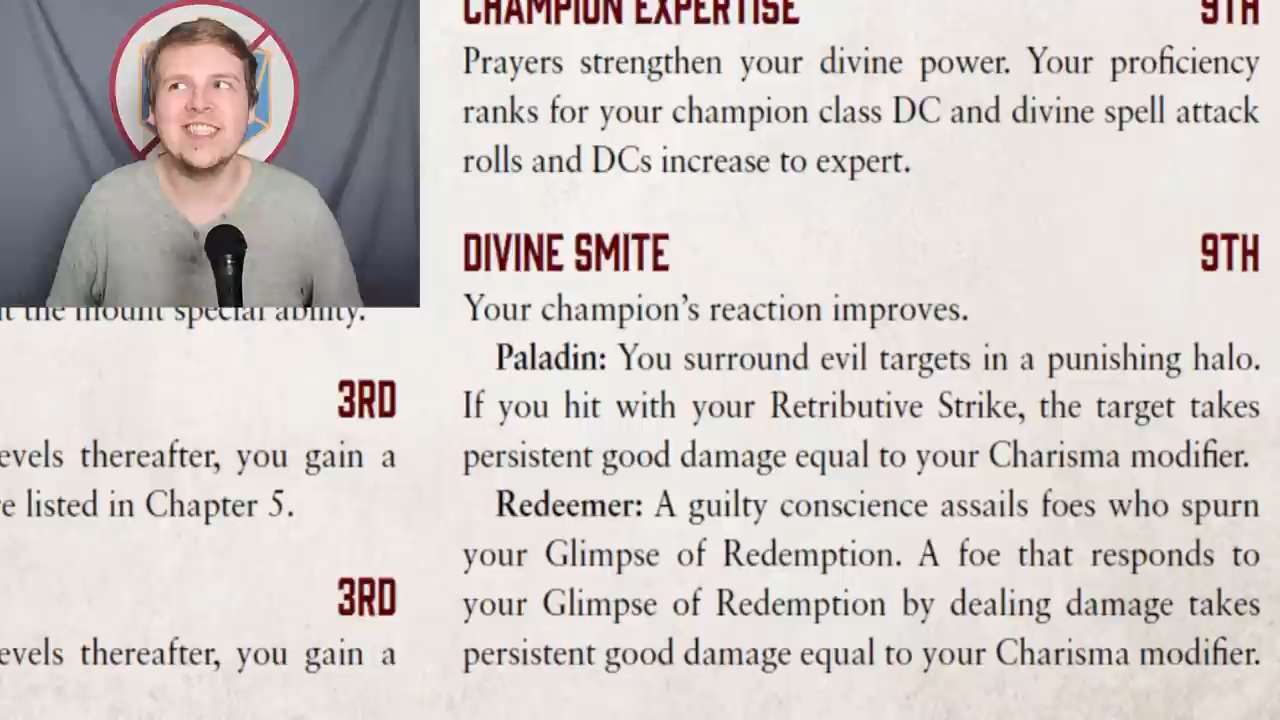 t the mount special ability.
3RD
evels thereafter, you gain a
e listed in Chapter 5.
3RD
evels thereafter, you gain a
CHAMPION EXPERTISE 9TH
Prayers strengthen your divine power. Your proficiency
ranks for your champion class DC and divine spell attack
rolls and DCs increase to expert.
DIVINE SMITE 9TH
Your champion's reaction improves.
Paladin: You surround evil targets in a punishing halo.
If you hit with your Retributive Strike, the target takes
persistent good damage equal to your Charisma modifier.
Redeemer: A guilty conscience assails foes who spurn
your Glimpse of Redemption. A foe that responds to
your Glimpse of Redemption by dealing damage takes
persistent good damage equal to your Charisma modifier.